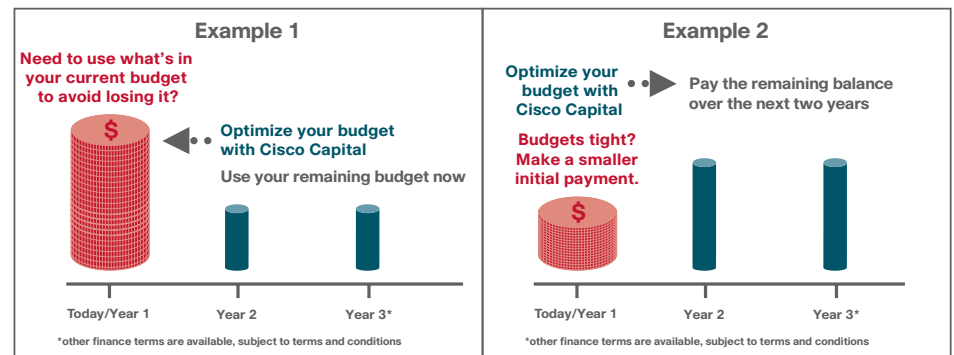 Example 1
Need to use what's in
your current budget
to avoid losing it?
$
Optimize your budget
with Cisco Capital
Use your remaining budget now
Today/Year 1
Year 2
Year 3*
*other finance terms are available, subject to terms and conditions
Example 2
Optimize your
budget with
Cisco Capital
Pay the remaining balance
over the next two years
Budgets tight?
Make a smaller
initial payment.
$
Today/Year 1
Year 2
Year 3*
*other finance terms are available, subject to terms and conditions